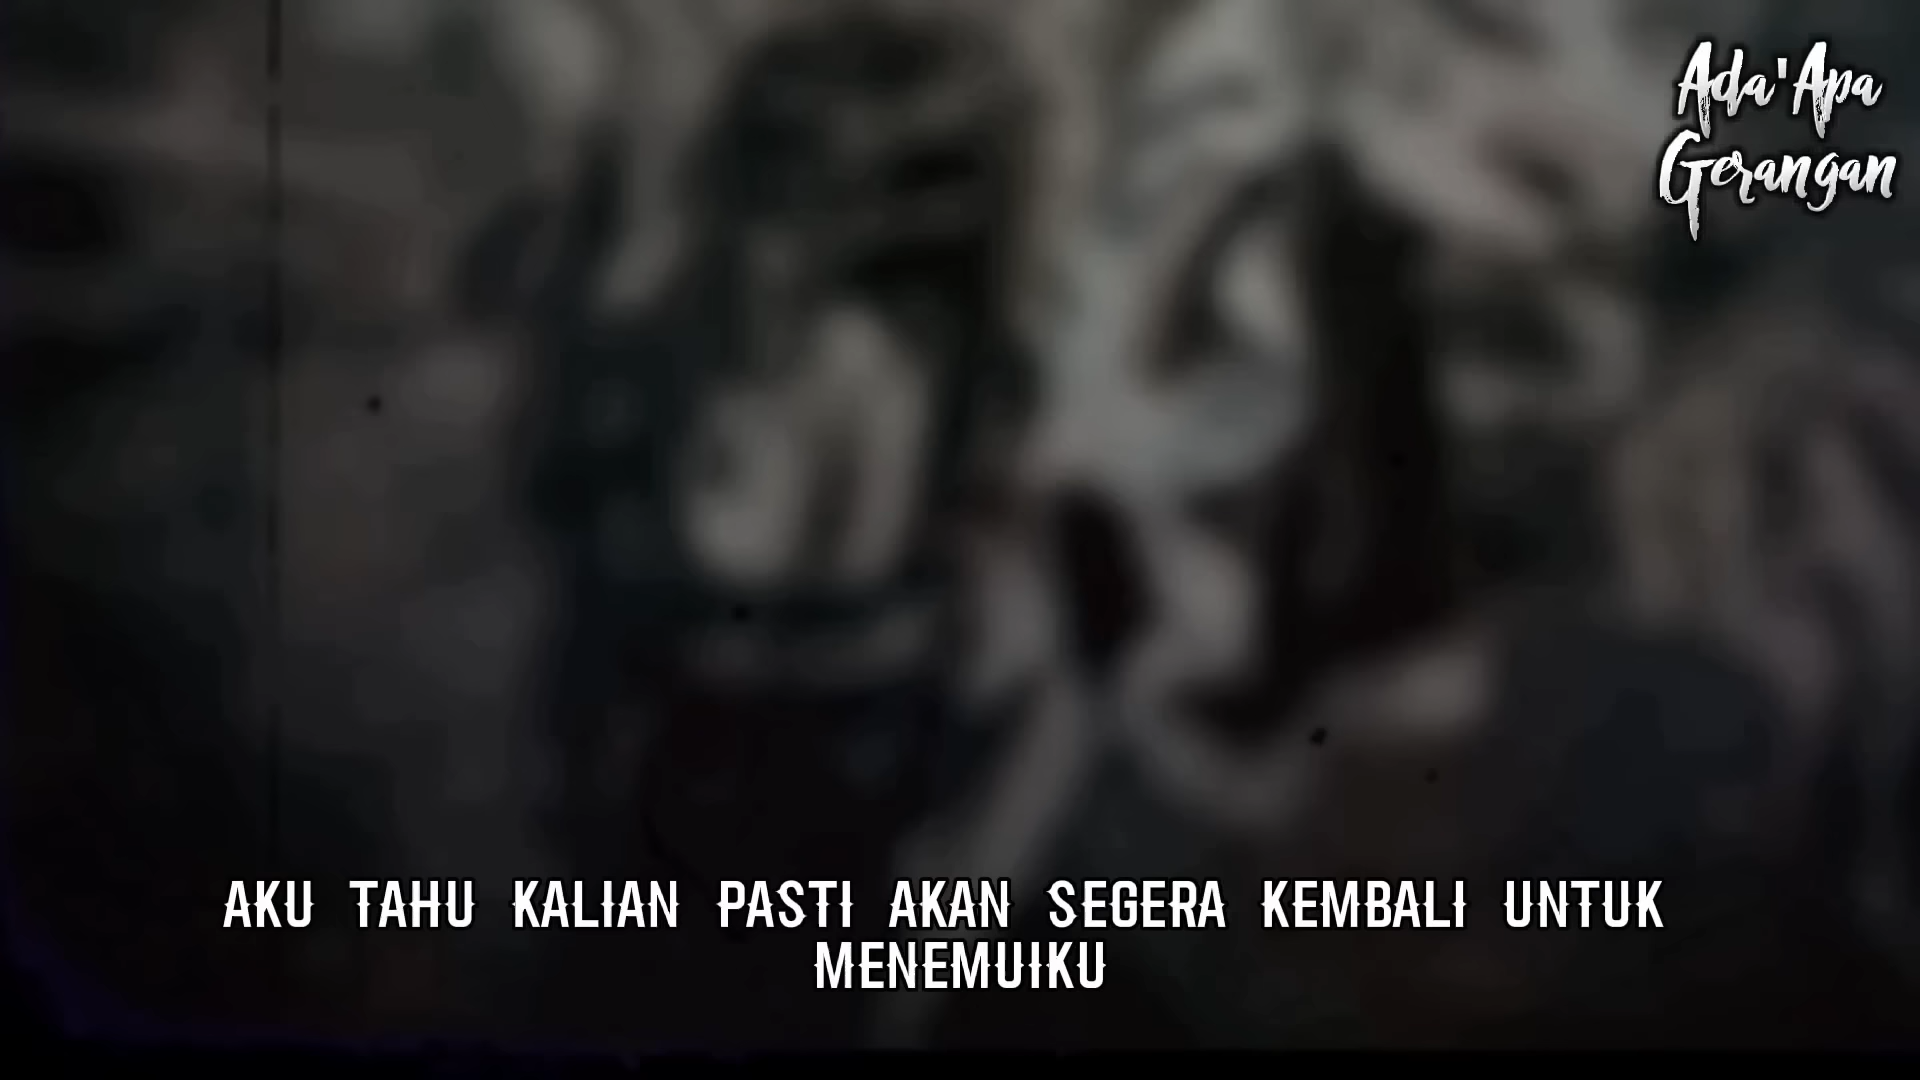 Ada'Apa
Gerangan
AKU TAHU KALIAN PASTI AKAN SEGERA KEMBALI UNTUK
MENEMUIKU